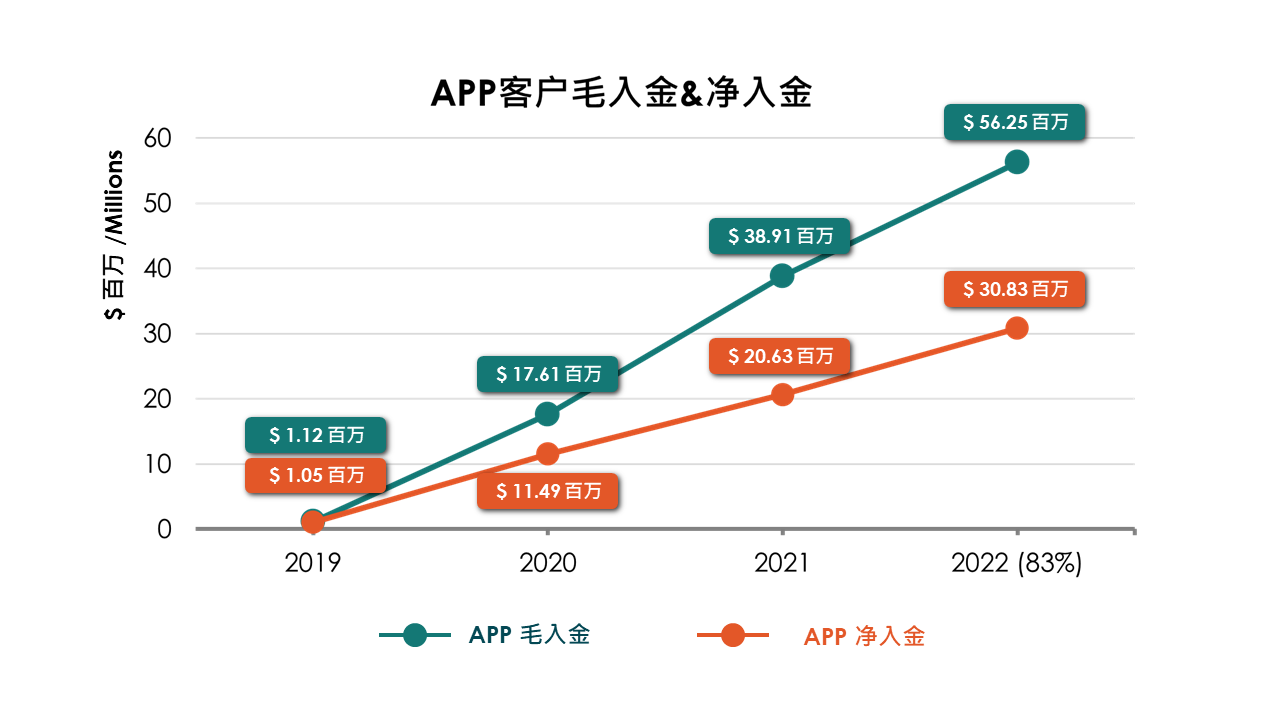 APP客户毛入金&净入金
$ 百万 /Millions
60
50
40
30
20
10
0
$ 56.25 百万
$ 38.91 百万
$ 30.83 百万
$ 20.63 百万
$ 17.61 百万
$ 1.12 百万
$ 1.05 百万
$ 11.49 百万
2019
2020
2021
2022 (83%)
APP 毛入金
APP 净入金